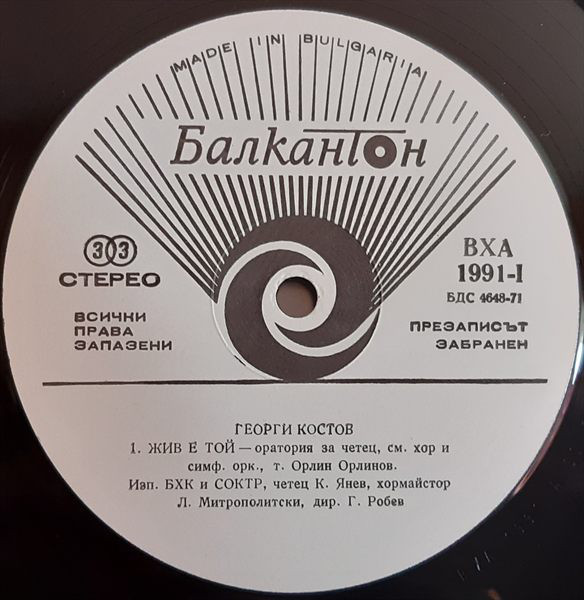 MADE IN BULGARIA
Балкантон
33
СТЕРЕО
ВХА
1991-I
БДС 4648-71
ВСИЧКИ
ПРАВА
ЗАПАЗЕНИ
ПРЕЗАПИСЪТ
ЗАБРАНЕН
ГЕОРГИ КОСТОВ
1. ЖИВ Е ТОЙ — оратория за четец, см. хор и
симф. орк., т. Орлин Орлинов.
Изп. БХК и СОКТР, четец К. Янев, хормайстор
Л. Митрополитски, дир. Г. Робев